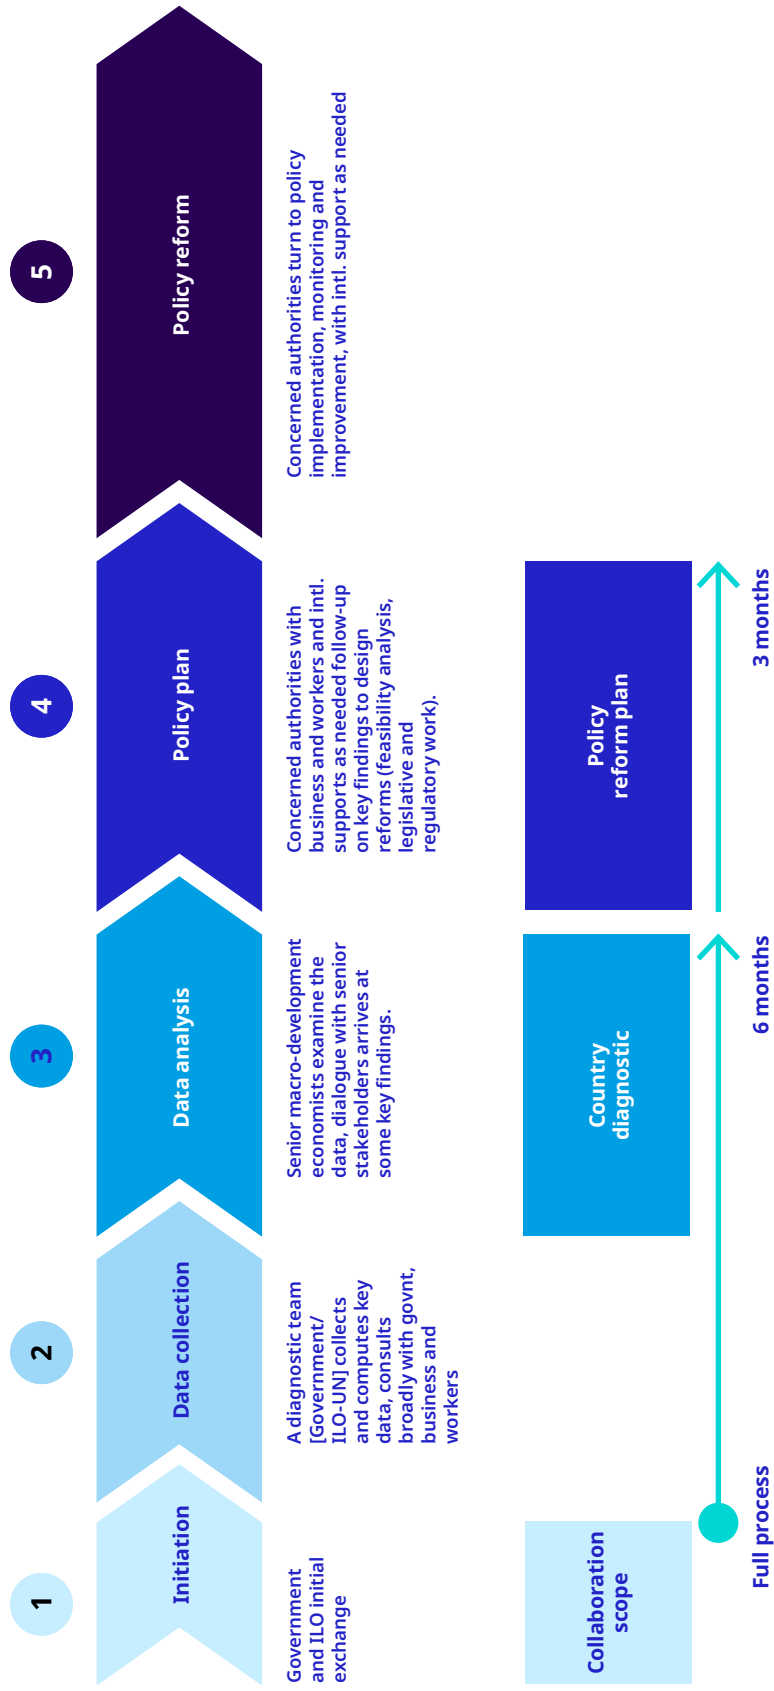 1
Initiation
Government
and ILO initial
exchange
Collaboration
scope
2
Data collection
A diagnostic team
[Government/
ILO-UN] collects
and computes key
data, consults
broadly with govnt,
business and
workers
3
Data analysis
Senior macro-development
economists examine the
data, dialogue with senior
stakeholders arrives at
some key findings.
Country
diagnostic
4
Policy plan
Concerned authorities with
business and workers and intl.
supports as needed follow-up
on key findings to design
reforms (feasibility analysis,
legislative and
regulatory work).
Policy
reform plan
5
Policy reform
Concerned authorities turn to policy
implementation, monitoring and
improvement, with intl. support as needed
Full process
6 months
3 months